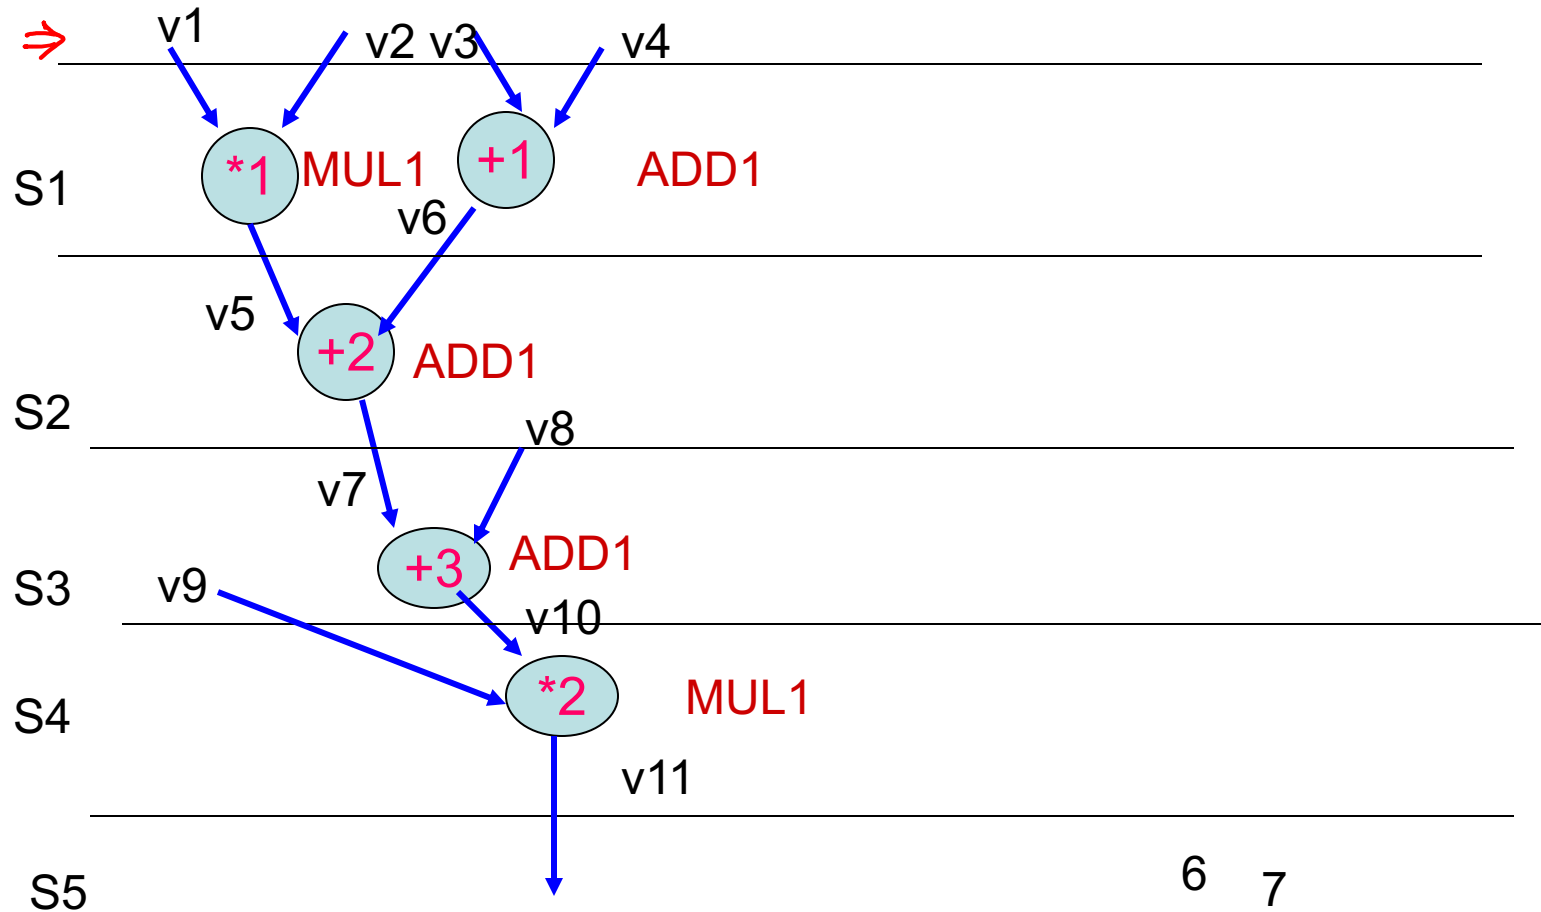 v1 v2 v3 v4
S1 *1 MUL1 +1 ADD1
v6
v5 +2 ADD1
S2 v8
v7
S3 v9 +3 ADD1
v10
S4 *2 MUL1
v11
S5 6 7